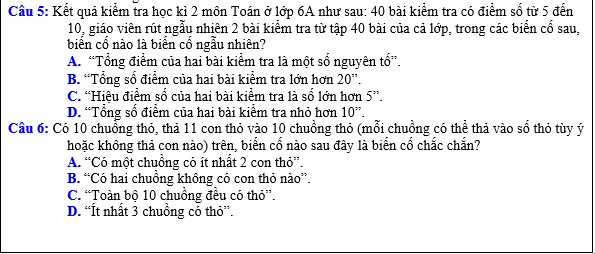 Câu 5: Kết quả kiểm tra học kì 2 môn Toán ở lớp 6A như sau: 40 bài kiểm tra có điểm số từ 5 đến
10, giáo viên rút ngẫu nhiên 2 bài kiểm tra từ tập 40 bài của cả lớp, trong các biến cố sau,
biến cố nào là biến cố ngẫu nhiên?
A. “Tổng điểm của hai bài kiểm tra là một số nguyên tố”.
B. “Tổng số điểm của hai bài kiểm tra lớn hơn 20”.
C. “Hiệu điểm số của hai bài kiểm tra là số lớn hơn 5”.
D. “Tổng số điểm của hai bài kiểm tra nhỏ hơn 10”.
Câu 6: Có 10 chuồng thỏ, thả 11 con thỏ vào 10 chuồng thỏ (mỗi chuồng có thể thả vào số thỏ tùy ý
hoặc không thả con nào) trên, biến cố nào sau đây là biến cố chắc chắn?
A. “Có một chuồng có ít nhất 2 con thỏ”.
B. “Có hai chuồng không có con thỏ nào”.
C. “Toàn bộ 10 chuồng đều có thỏ”.
D. “Ít nhất 3 chuồng có thỏ”.